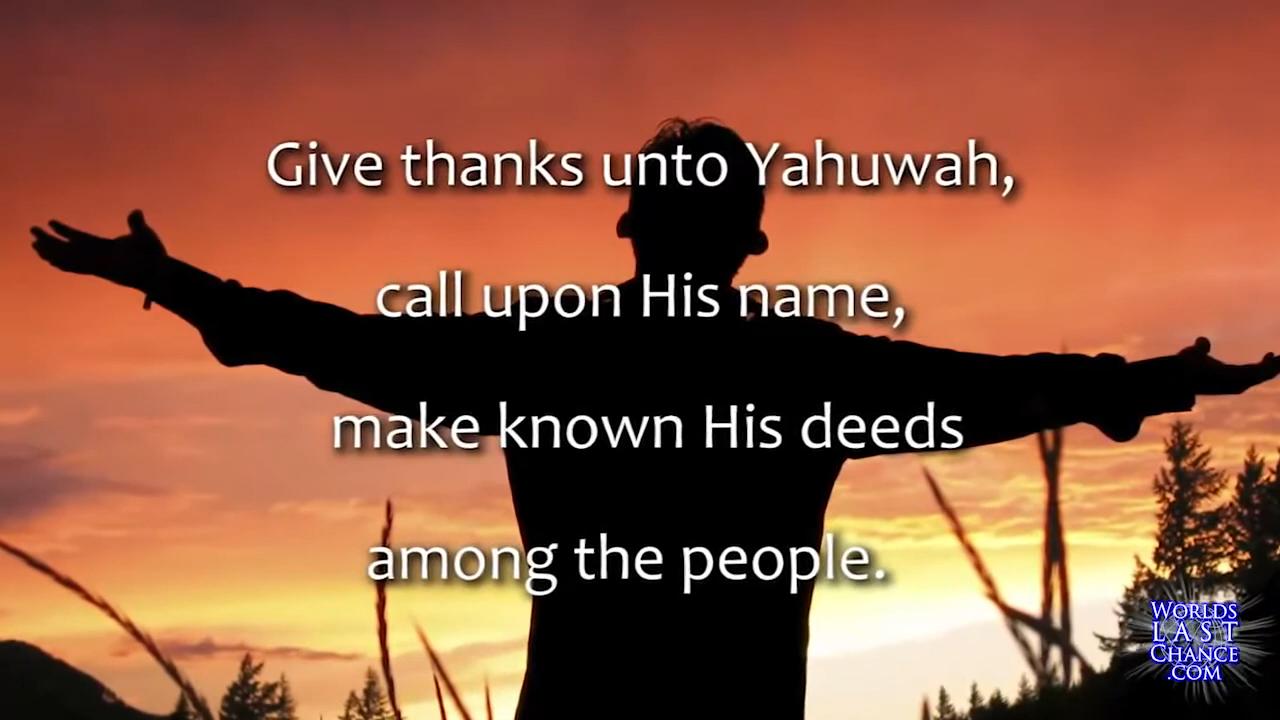 Give thanks unto Yahuwah,
call upon His name,
make known His deeds
among the people.
WORLDS
LAST
CHANCE
.COM